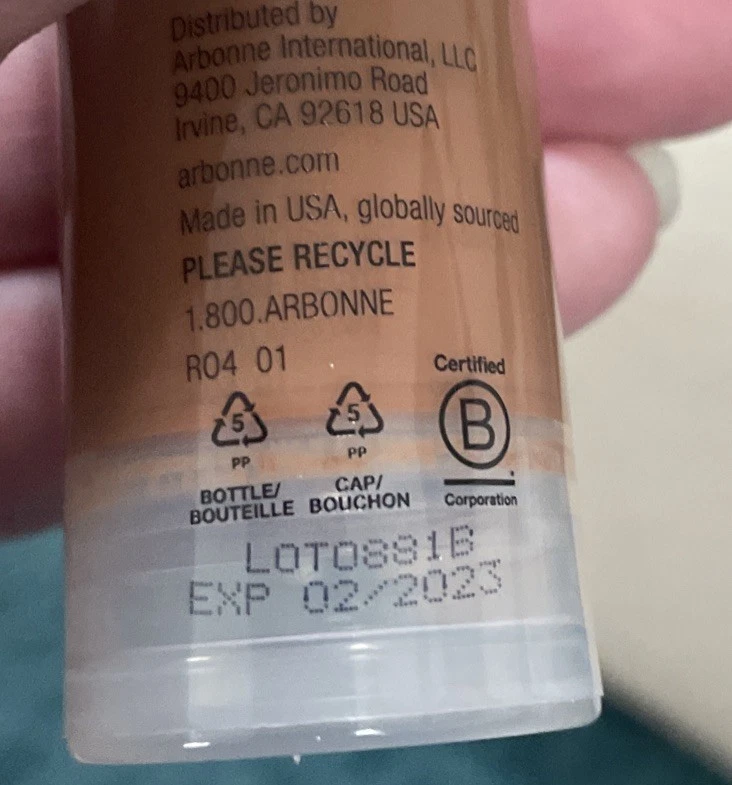 Distributed by
Arbonne International, LLC
9400 Jeronimo Road
Irvine, CA 92618 USA
arbonne.com
Made in USA, globally sourced
PLEASE RECYCLE
1.800.ARBONNE
R04 01
Certified
B
Corporation
5
PP
BOTTLE/
BOUTEILLE
5
PP
CAP/
BOUCHON
LOT0881B
EXP 02/2023